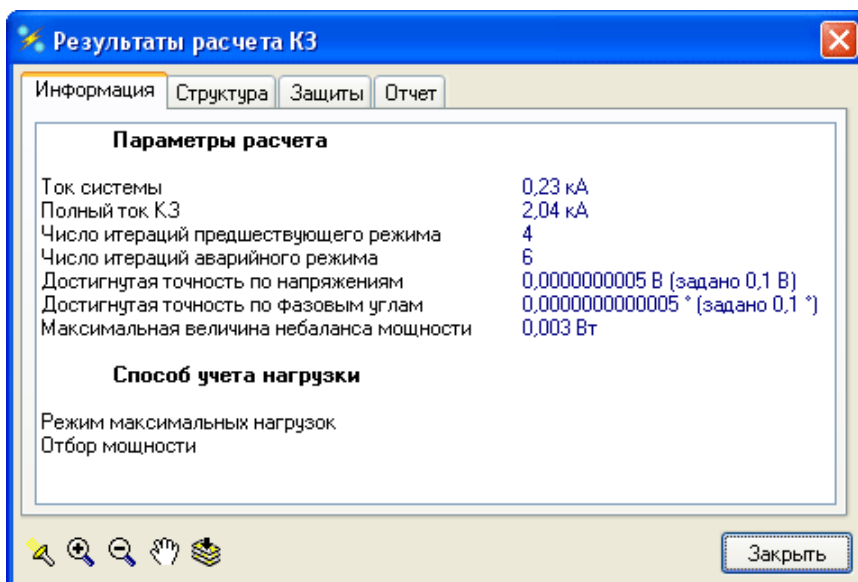 Результаты расчета КЗ
Информация Структура Защиты Отчет
Параметры расчета
Ток системы 0,23 кА
Полный ток КЗ 2,04 кА
Число итераций предшествующего режима 4
Число итераций аварийного режима 6
Достигнутая точность по напряжениям 0,0000000005 В (задано 0,1 В)
Достигнутая точность по фазовым углам 0,0000000000005 ° (задано 0,1 °)
Максимальная величина небаланса мощности 0,003 Вт
Способ учета нагрузки
Режим максимальных нагрузок
Отбор мощности
Закрыть